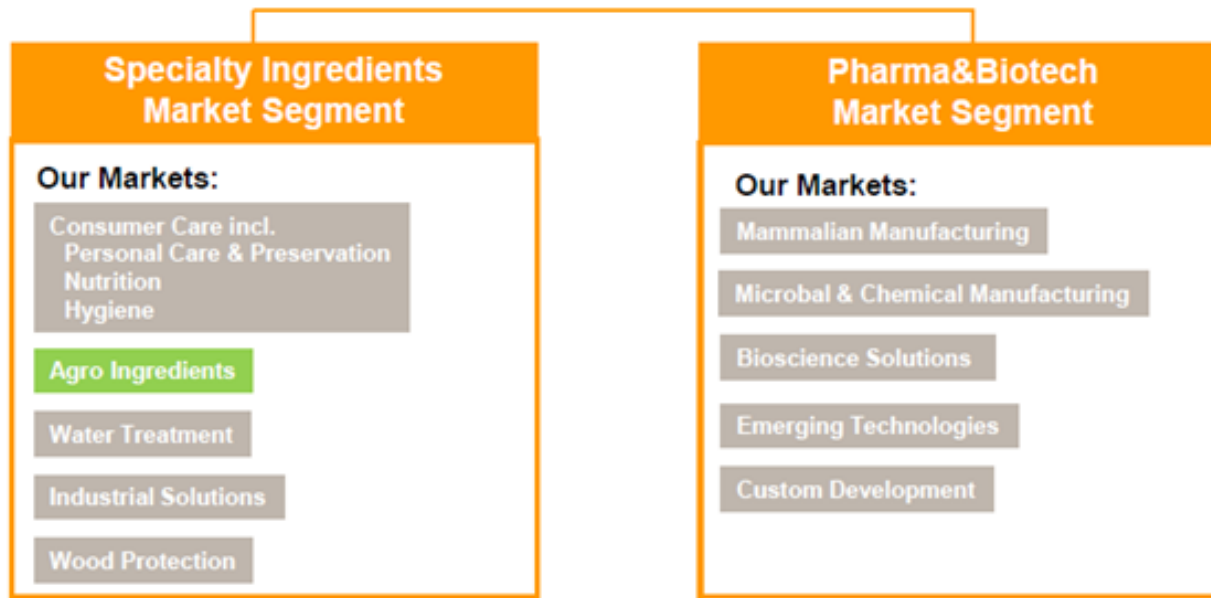 Specialty Ingredients
Market Segment
Our Markets:
Consumer Care incl.
Personal Care & Preservation
Nutrition
Hygiene
Agro Ingredients
Water Treatment
Industrial Solutions
Wood Protection
Pharma&Biotech
Market Segment
Our Markets:
Mammalian Manufacturing
Microbal & Chemical Manufacturing
Bioscience Solutions
Emerging Technologies
Custom Development